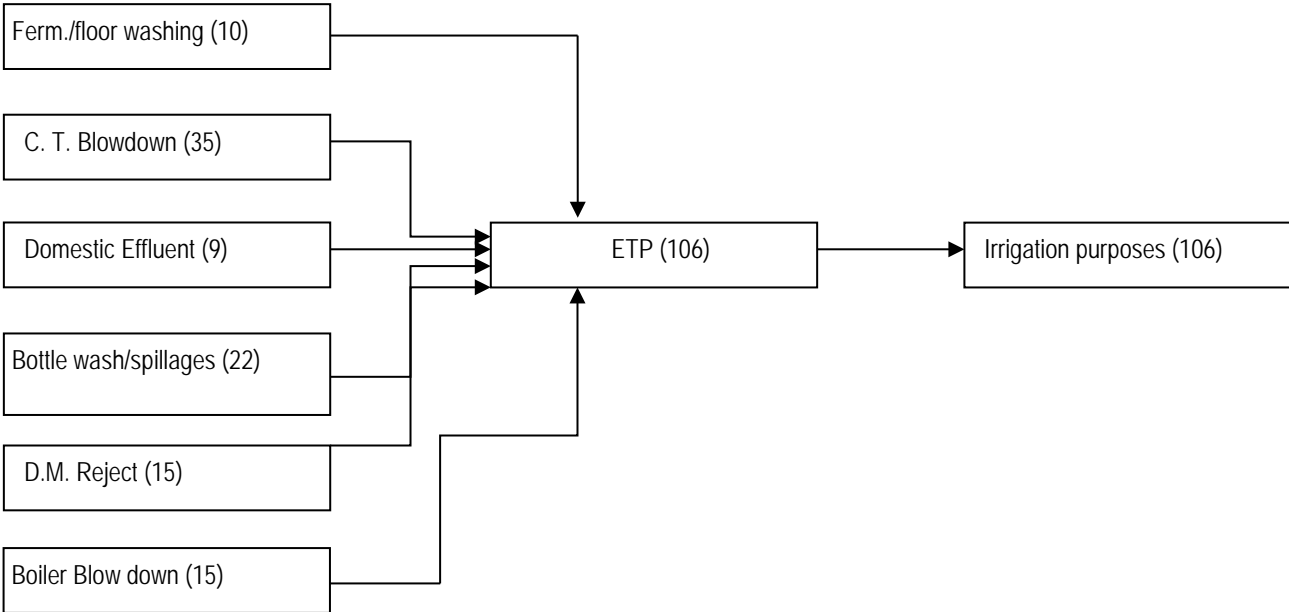 Ferm./floor washing (10)
C. T. Blowdown (35)
Domestic Effluent (9)
ETP (106)
Irrigation purposes (106)
Bottle wash/spillages (22)
D.M. Reject (15)
Boiler Blow down (15)